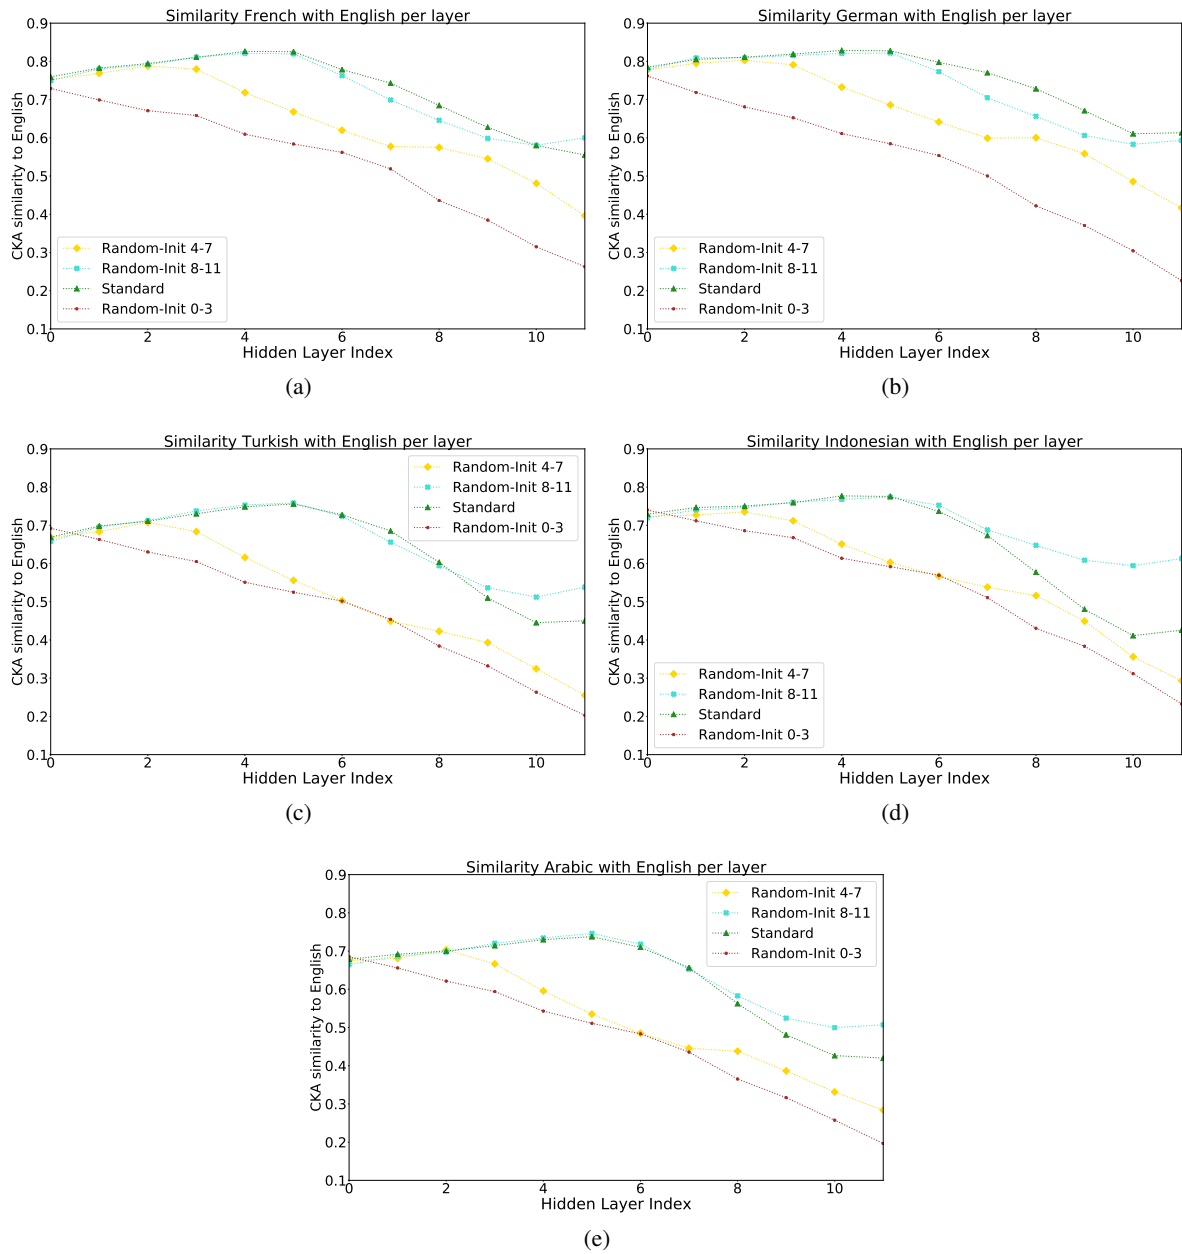 Similarity French with English per layer
CKA similarity to English
0.9
0.8
0.7
0.6
0.5
0.4
0.3
0.2
0.1
Random-Init 4-7
Random-Init 8-11
Standard
Random-Init 0-3
0 2 4 6 8 10
Hidden Layer Index
(a)
Similarity German with English per layer
CKA similarity to English
0.9
0.8
0.7
0.6
0.5
0.4
0.3
0.2
0.1
Random-Init 4-7
Random-Init 8-11
Standard
Random-Init 0-3
0 2 4 6 8 10
Hidden Layer Index
(b)
Similarity Turkish with English per layer
CKA similarity to English
0.9
0.8
0.7
0.6
0.5
0.4
0.3
0.2
0.1
Random-Init 4-7
Random-Init 8-11
Standard
Random-Init 0-3
0 2 4 6 8 10
Hidden Layer Index
(c)
Similarity Indonesian with English per layer
CKA similarity to English
0.9
0.8
0.7
0.6
0.5
0.4
0.3
0.2
0.1
Random-Init 4-7
Random-Init 8-11
Standard
Random-Init 0-3
0 2 4 6 8 10
Hidden Layer Index
(d)
Similarity Arabic with English per layer
CKA similarity to English
0.9
0.8
0.7
0.6
0.5
0.4
0.3
0.2
0.1
Random-Init 4-7
Random-Init 8-11
Standard
Random-Init 0-3
0 2 4 6 8 10
Hidden Layer Index
(e)